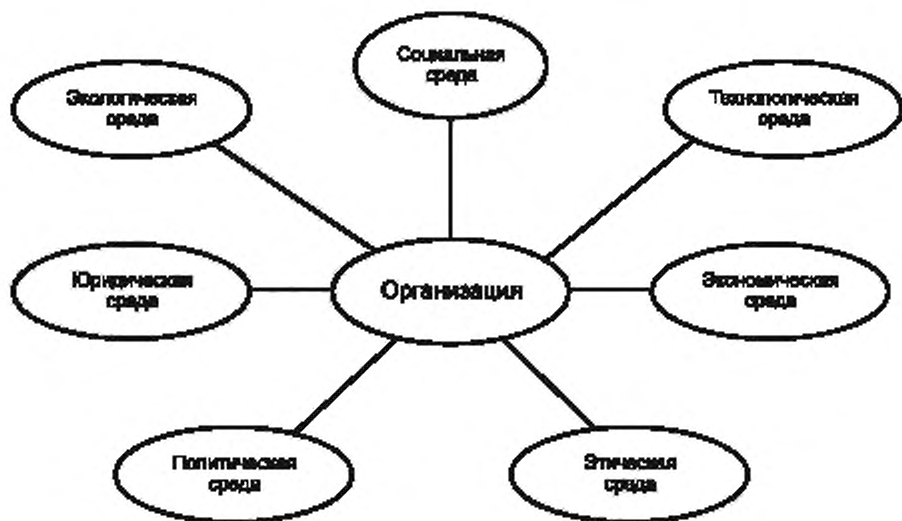 Социальная
среда
Экологическая
среда
Технологическая
среда
Юридическая
среда
Организация
Экономическая
среда
Политическая
среда
Этическая
среда